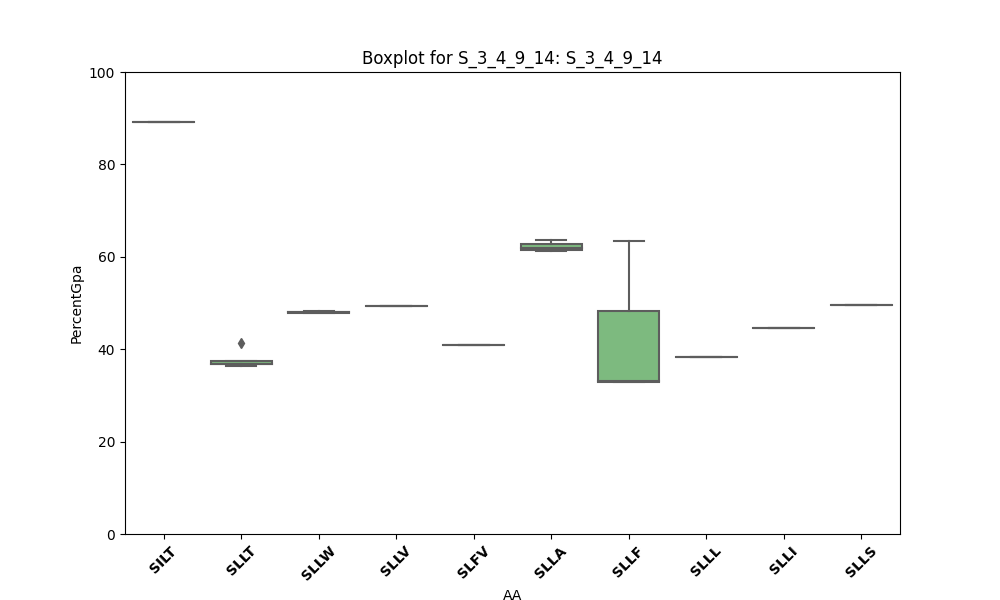 Boxplot for S_3_4_9_14: S_3_4_9_14
100
80
60
40
20
0
PercentGpa
SILT
SLLT
SLLW
SLLV
SLFV
SLLA
SLLF
SLLL
SLLI
SLLS
AA